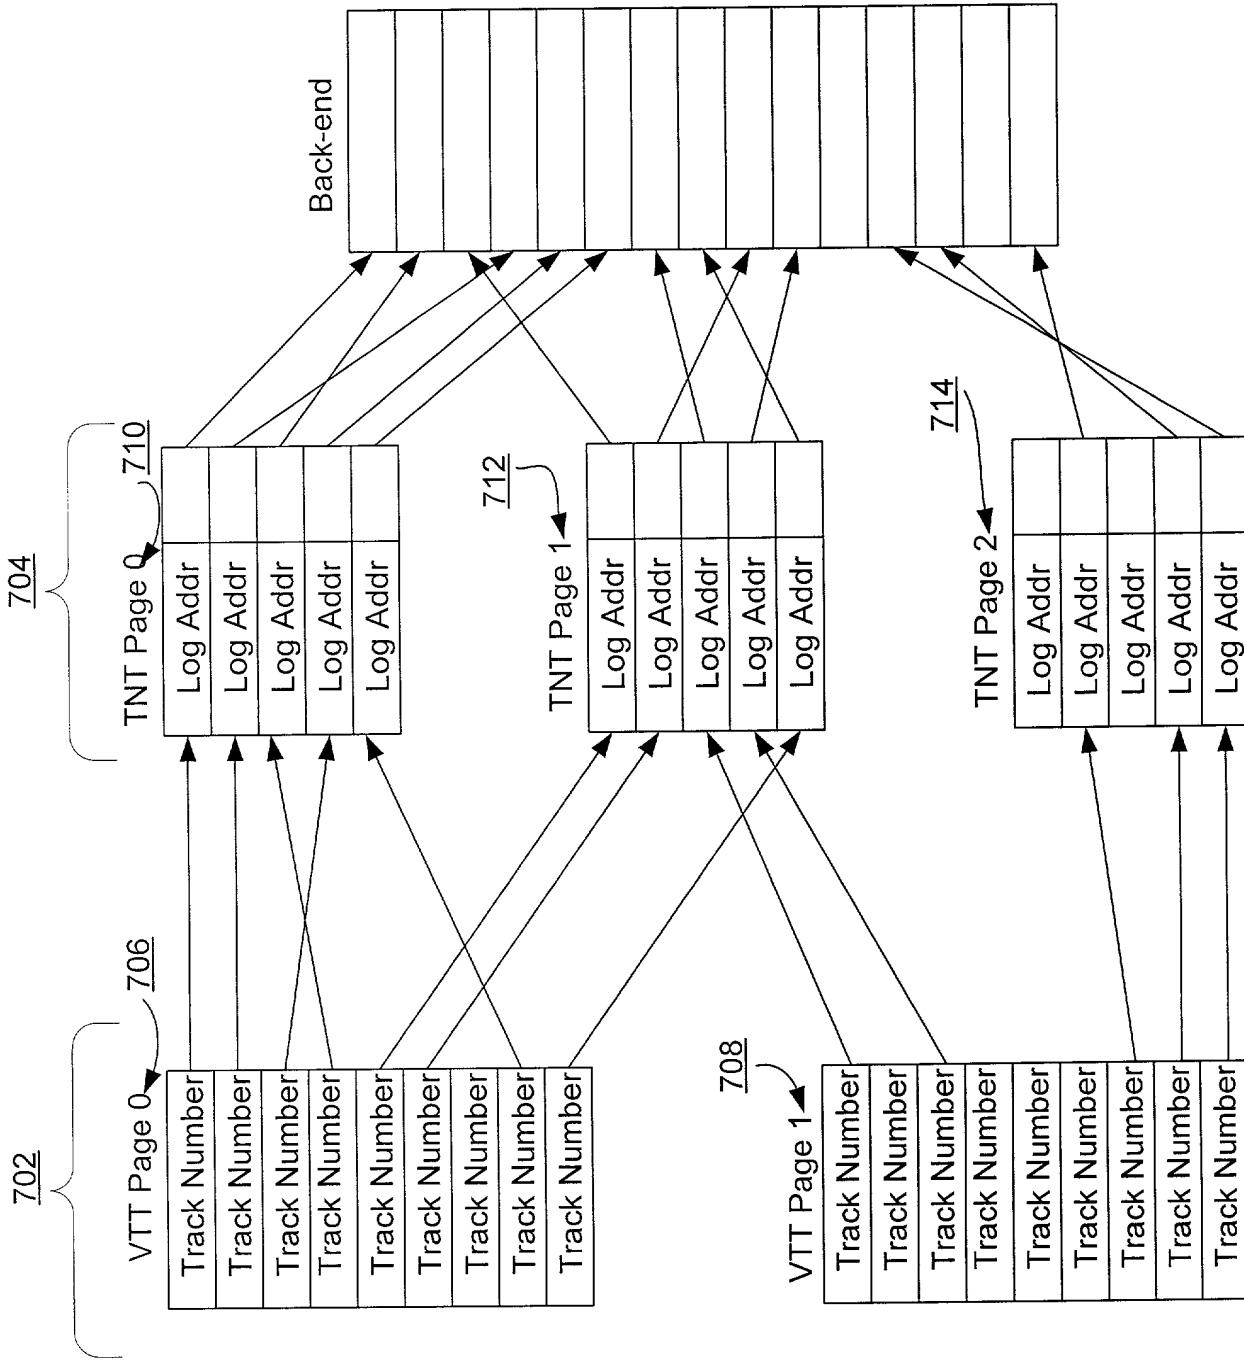 702
VTT Page 0
706
Track Number
Track Number
Track Number
Track Number
Track Number
Track Number
Track Number
Track Number
Track Number
VTT Page 1
708
Track Number
Track Number
Track Number
Track Number
Track Number
Track Number
Track Number
Track Number
Track Number
704
TNT Page 0
710
Log Addr
Log Addr
Log Addr
Log Addr
Log Addr
TNT Page 1
712
Log Addr
Log Addr
Log Addr
Log Addr
Log Addr
TNT Page 2
714
Log Addr
Log Addr
Log Addr
Log Addr
Log Addr
Back-end